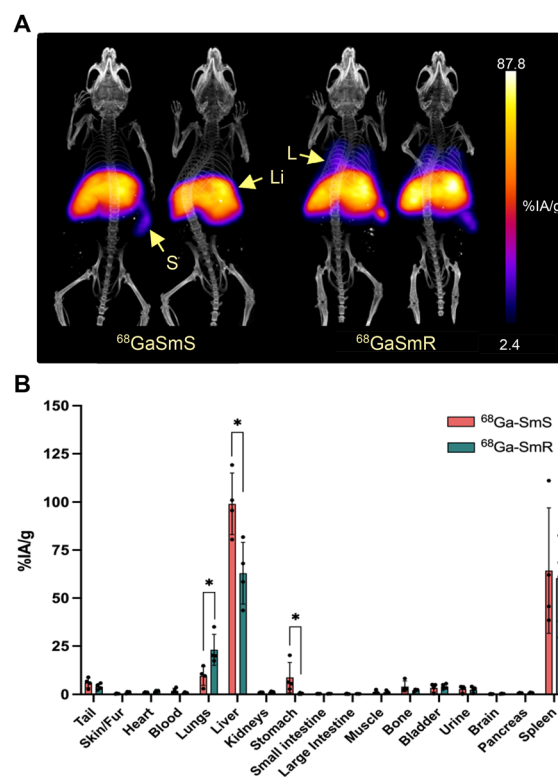 A
87.8
L
Li
%IA/g
S
⁶⁸GaSmS
⁶⁸GaSmR
2.4
B
150
⁶⁸Ga-SmS
⁶⁸Ga-SmR
*
125
100
%IA/g
75
*
50
*
25
0
Tail
Skin/Fur
Heart
Blood
Lungs
Liver
Kidneys
Stomach
Small intestine
Large Intestine
Muscle
Bone
Bladder
Urine
Brain
Pancreas
Spleen